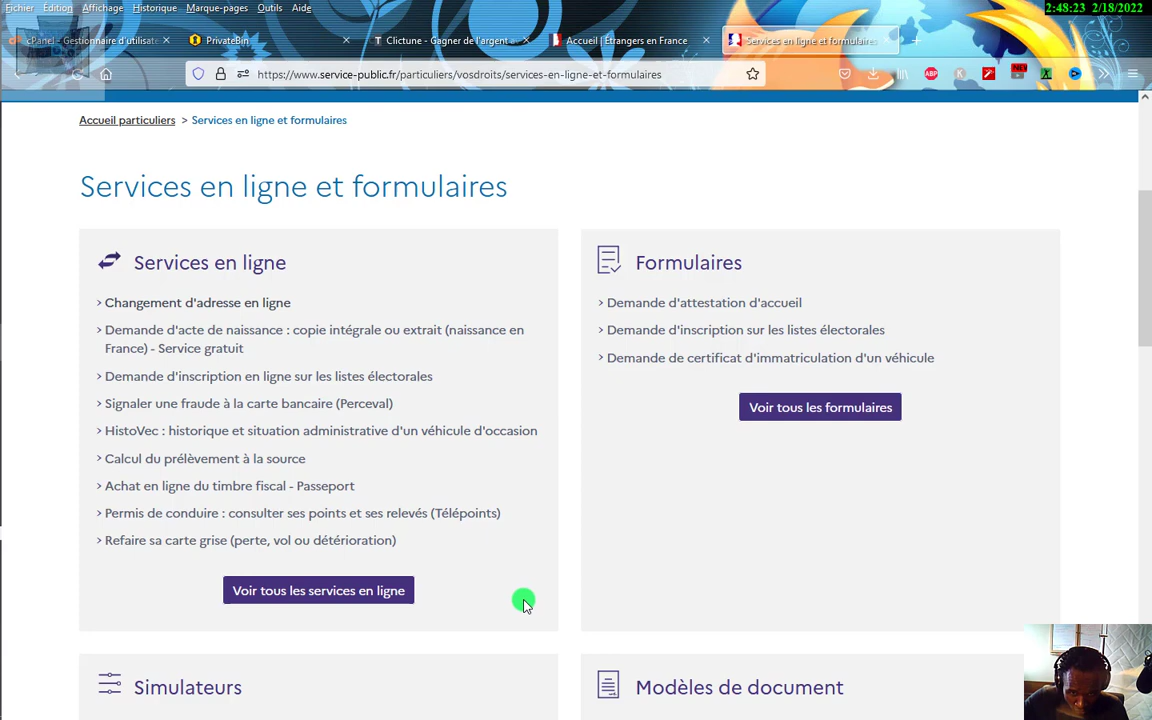 Fichier Édition Affichage Historique Marque-pages Outils Aide
2:48:23 2/18/2022
cPanel - Gestionnaire d'utilisate × PrivateBin × T Clictune - Gagner de l'argent a × Accueil | Étrangers en France × Services en ligne et formulaires
https://www.service-public.fr/particuliers/vosdroits/services-en-ligne-et-formulaires
ABP
Accueil particuliers > Services en ligne et formulaires
Services en ligne et formulaires
Services en ligne
› Changement d'adresse en ligne
› Demande d'acte de naissance : copie intégrale ou extrait (naissance en
France) - Service gratuit
› Demande d'inscription en ligne sur les listes électorales
› Signaler une fraude à la carte bancaire (Perceval)
› HistoVec : historique et situation administrative d'un véhicule d'occasion
› Calcul du prélèvement à la source
› Achat en ligne du timbre fiscal - Passeport
› Permis de conduire : consulter ses points et ses relevés (Télépoints)
› Refaire sa carte grise (perte, vol ou détérioration)
Voir tous les services en ligne
Formulaires
› Demande d'attestation d'accueil
› Demande d'inscription sur les listes électorales
› Demande de certificat d'immatriculation d'un véhicule
Voir tous les formulaires
Simulateurs
Modèles de document